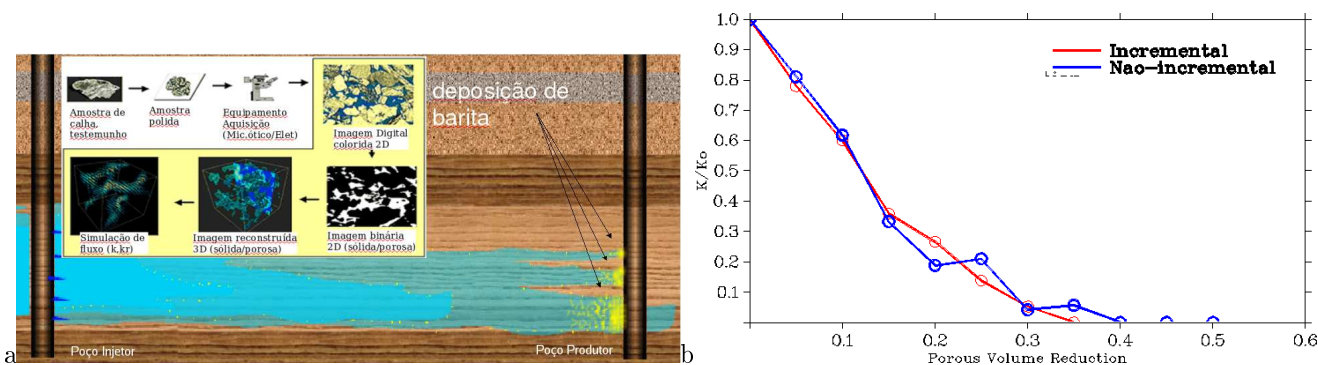 Amostra de
calha,
testemunho
Amostra
polida
Equipamento
Aquisição
(Mic.ótico/Elet)
Imagem Digital
colorida 2D
Simulação de
fluxo (k,kr)
Imagem reconstruída
3D (sólida/porosa)
Imagem binária
2D (sólida/porosa)
deposição de
barita
Poço Injetor
Poço Produtor
a
b
1.0
0.9
0.8
0.7
0.6
0.5
0.4
0.3
0.2
0.1
K/Ko
Incremental
Nao-incremental
0.1
0.2
0.3
0.4
0.5
0.6
Porous Volume Reduction